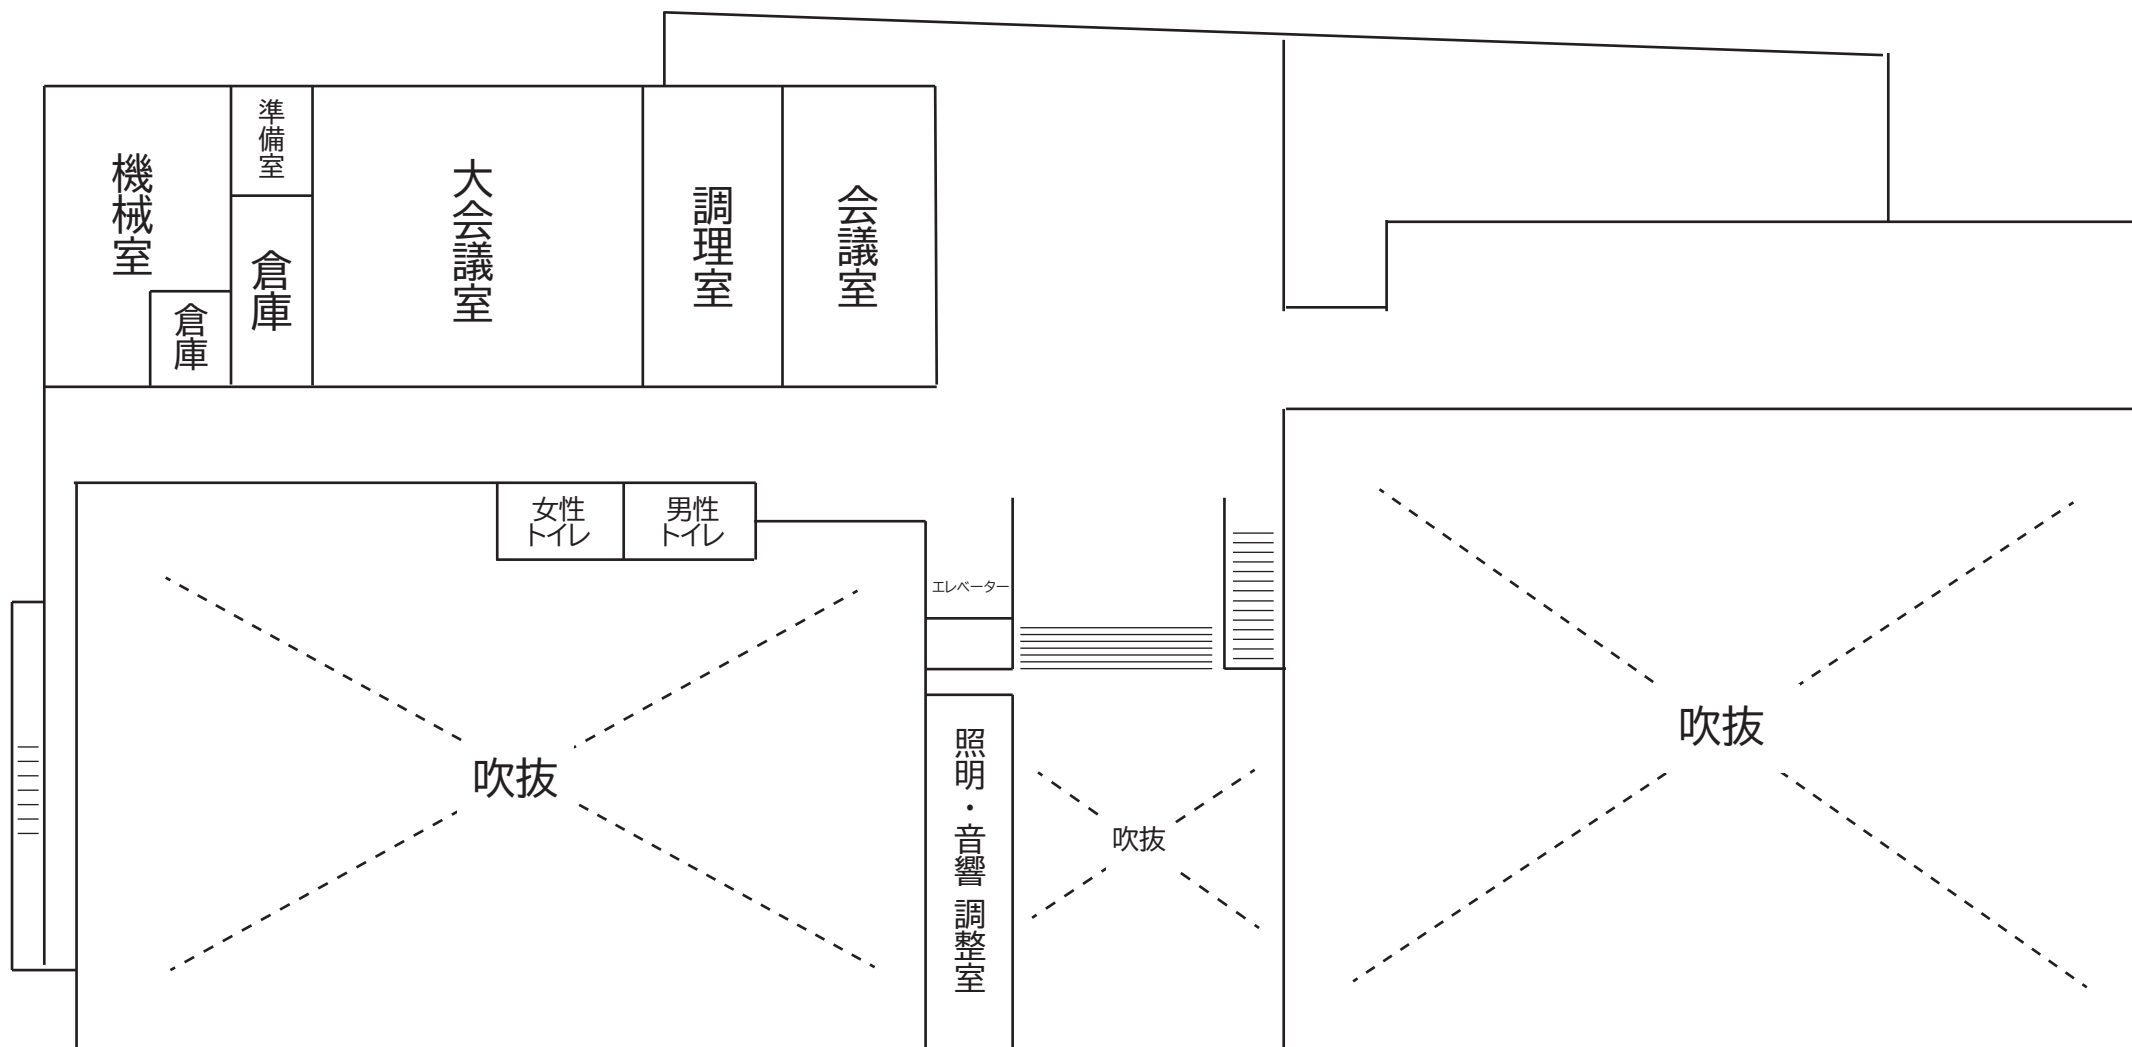 機械室
準備室
倉庫
倉庫
大会議室
調理室
会議室
女性
トイレ
男性
トイレ
エレベーター
吹抜
照明・音響 調整室
吹抜
吹抜